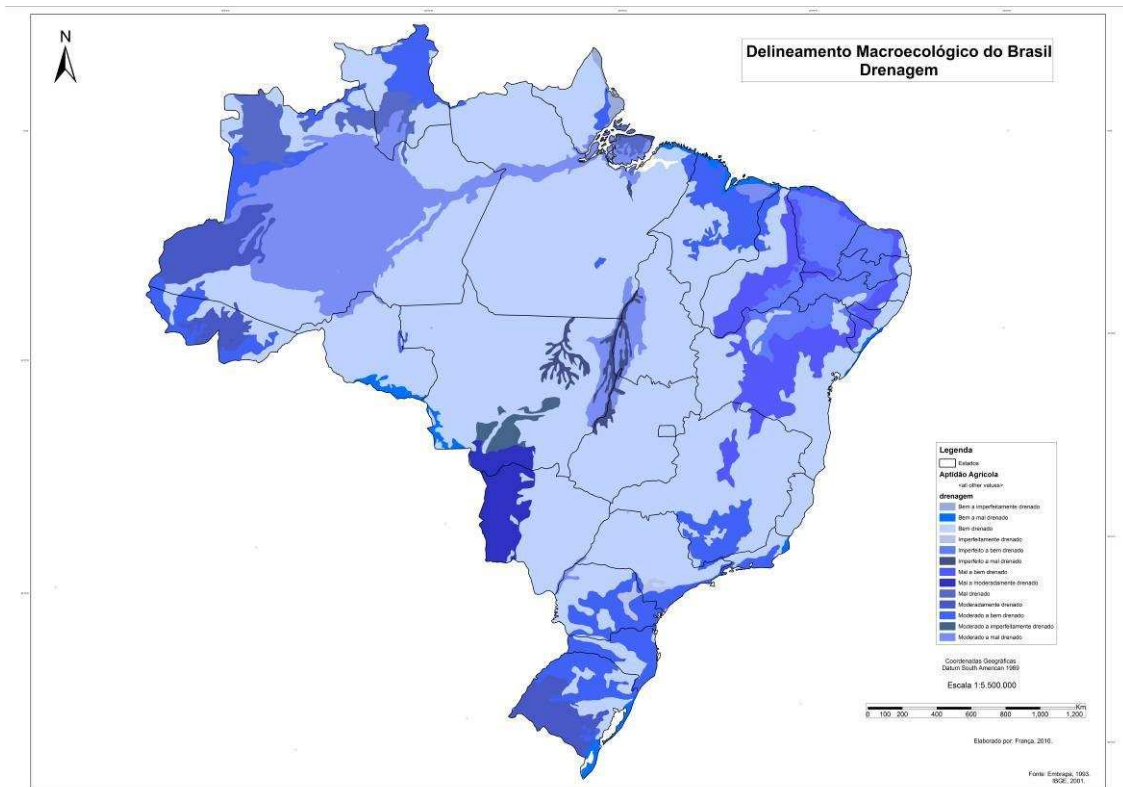 N
Delineamento Macroecológico do Brasil
Drenagem
Legenda
Estados
Aptidão Agrícola
<all other values>
drenagem
Bem a imperfeitamente drenado
Bem a mal drenado
Bem drenado
Imperfeitamente drenado
Imperfeito a bem drenado
Imperfeito a mal drenado
Mal a bem drenado
Mal a moderadamente drenado
Mal drenado
Moderadamente drenado
Moderado a bem drenado
Moderado a imperfeitamente drenado
Moderado a mal drenado
Coordenadas Geográficas
Datum South American 1969
Escala 1:5.500.000
Km
0 100 200 400 600 800 1,000 1,200
Elaborado por: França, 2010.
Fonte: Embrapa, 1993.
IBGE, 2001.